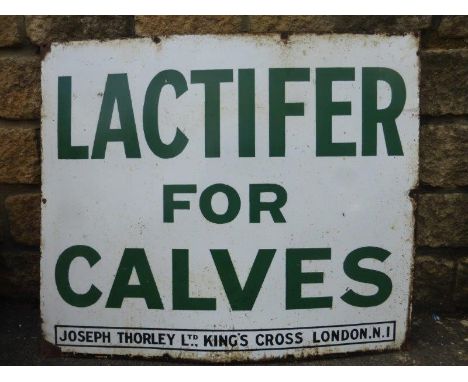 LACTIFER
FOR
CALVES
JOSEPH THORLEY LTD. KING'S CROSS LONDON.N.1